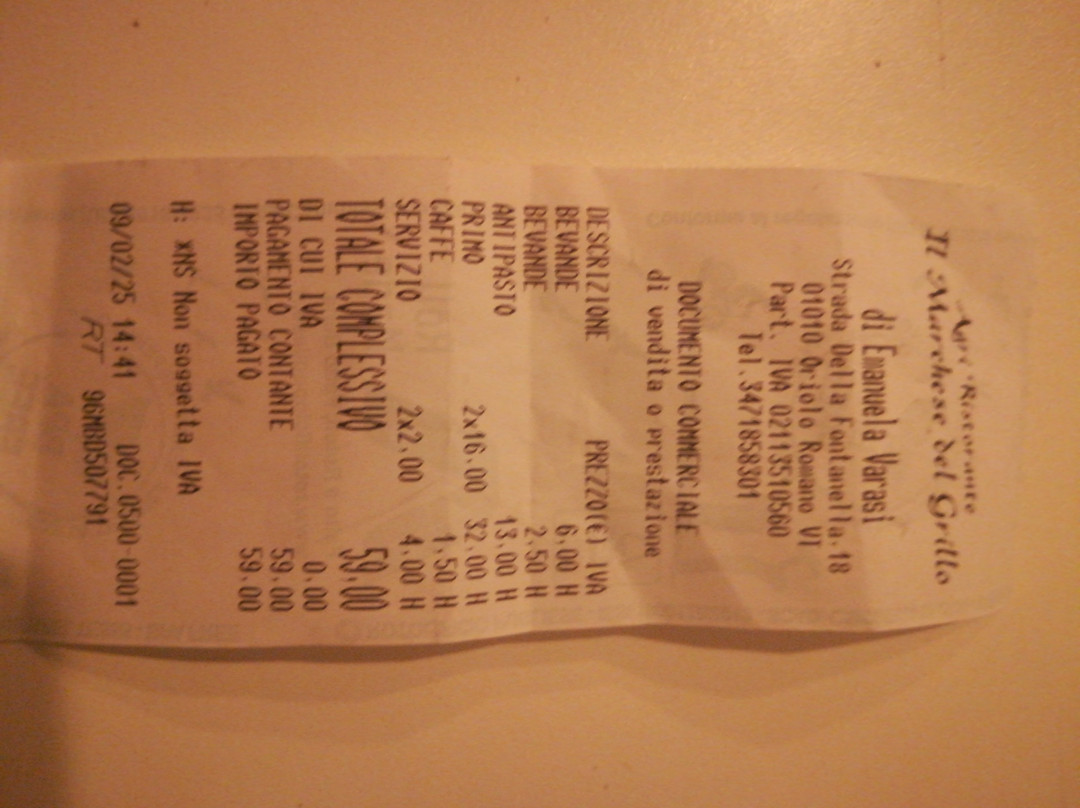 Agri'Ristorante
Il Marchese del Grillo
di Emanuela Varasi
Strada Della Fontanella,18
01010 Oriolo Romano VT
Part. IVA 02113510560
Tel.3471858301
DOCUMENTO COMMERCIALE
di vendita o prestazione
DESCRIZIONE PREZZO(€) IVA
BEVANDE 6,00 H
BEVANDE 2,50 H
ANTIPASTO 13,00 H
PRIMO 2x16,00 32,00 H
CAFFE 1,50 H
SERVIZIO 2x2,00 4,00 H
TOTALE COMPLESSIVO 59,00
DI CUI IVA 0,00
PAGAMENTO CONTANTE 59,00
IMPORTO PAGATO 59,00
H: xNS Non soggetta IVA
09/02/25 14:41 DOC.0500-0001
RT 96MBD507791